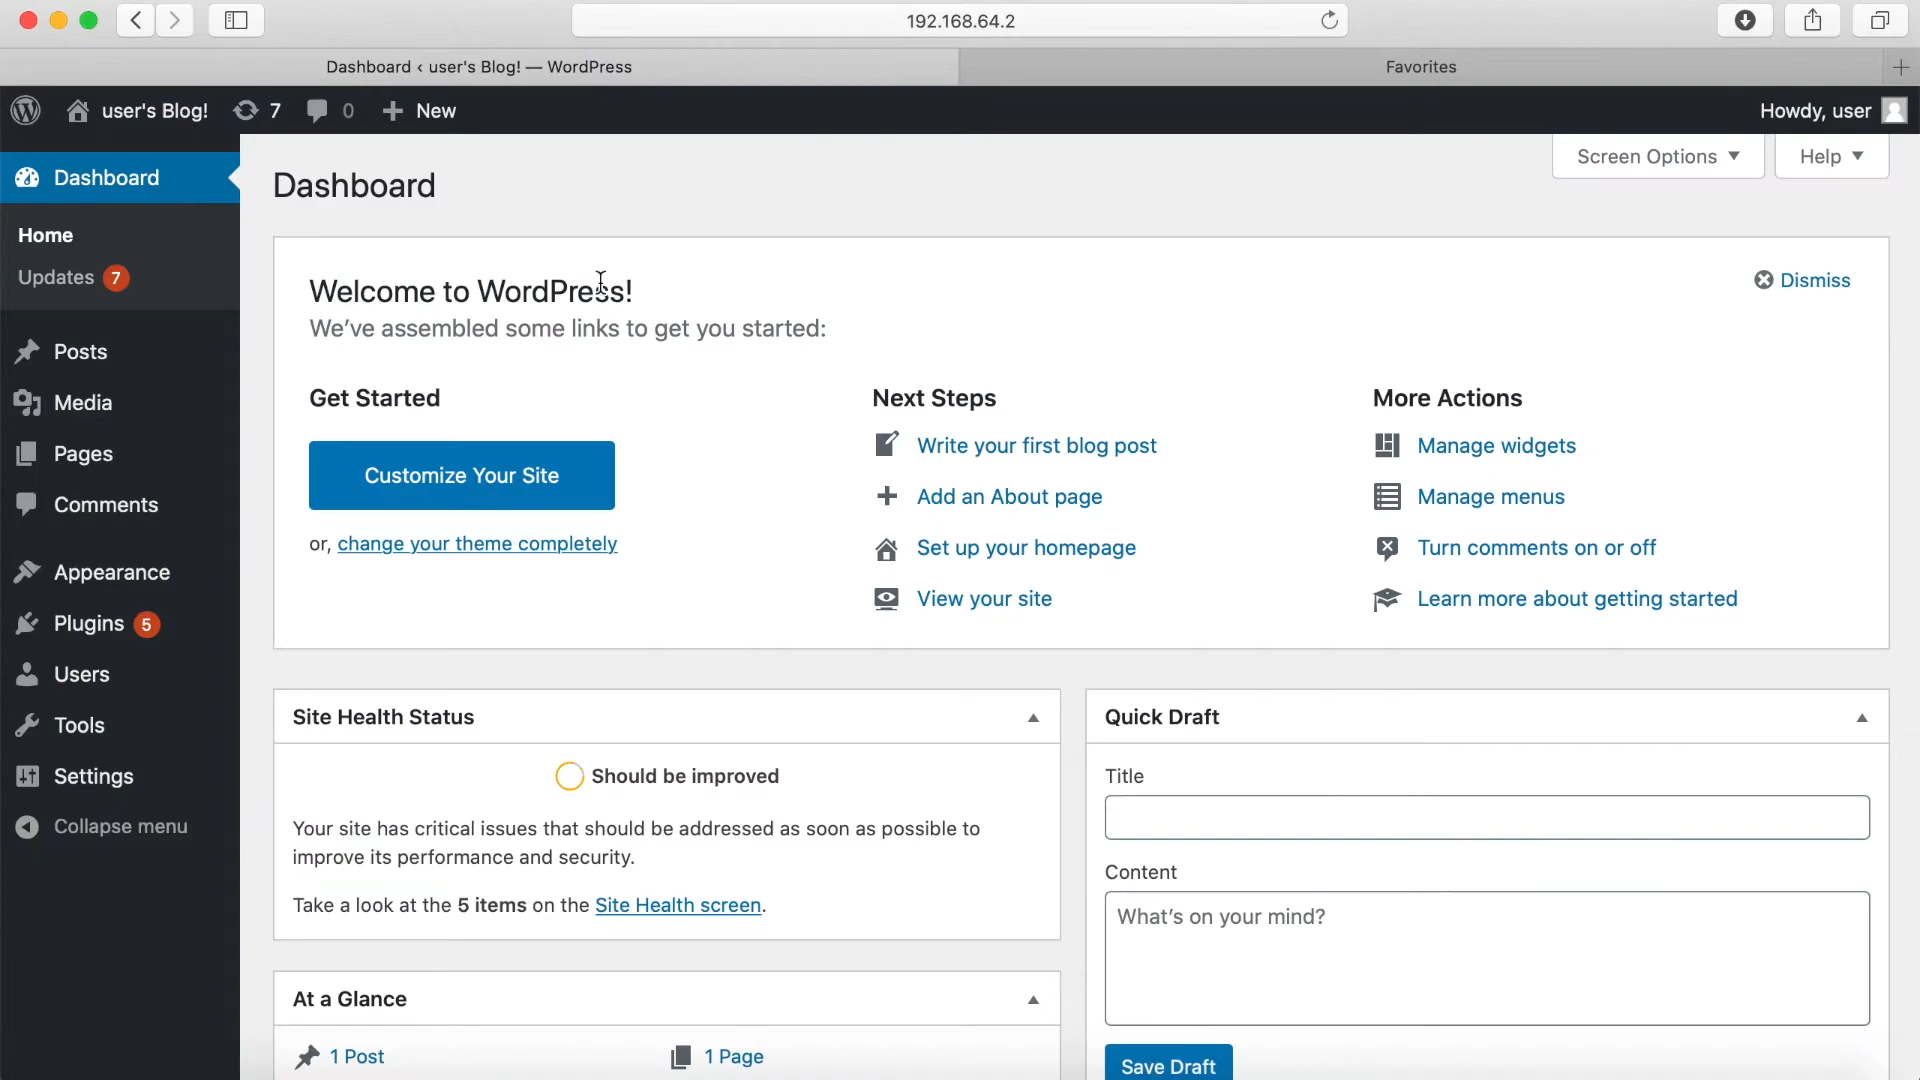 192.168.64.2
Dashboard ‹ user's Blog! — WordPress
Favorites
user's Blog!
7
0
New
Howdy, user
Dashboard
Home
Updates 7
Posts
Media
Pages
Comments
Appearance
Plugins 5
Users
Tools
Settings
Collapse menu
Screen Options
Help
Dashboard
Welcome to WordPress!
We've assembled some links to get you started:
Dismiss
Get Started
Customize Your Site
or, change your theme completely
Next Steps
Write your first blog post
Add an About page
Set up your homepage
View your site
More Actions
Manage widgets
Manage menus
Turn comments on or off
Learn more about getting started
Site Health Status
Should be improved
Your site has critical issues that should be addressed as soon as possible to
improve its performance and security.
Take a look at the 5 items on the Site Health screen.
At a Glance
1 Post
1 Page
Quick Draft
Title
Content
What's on your mind?
Save Draft